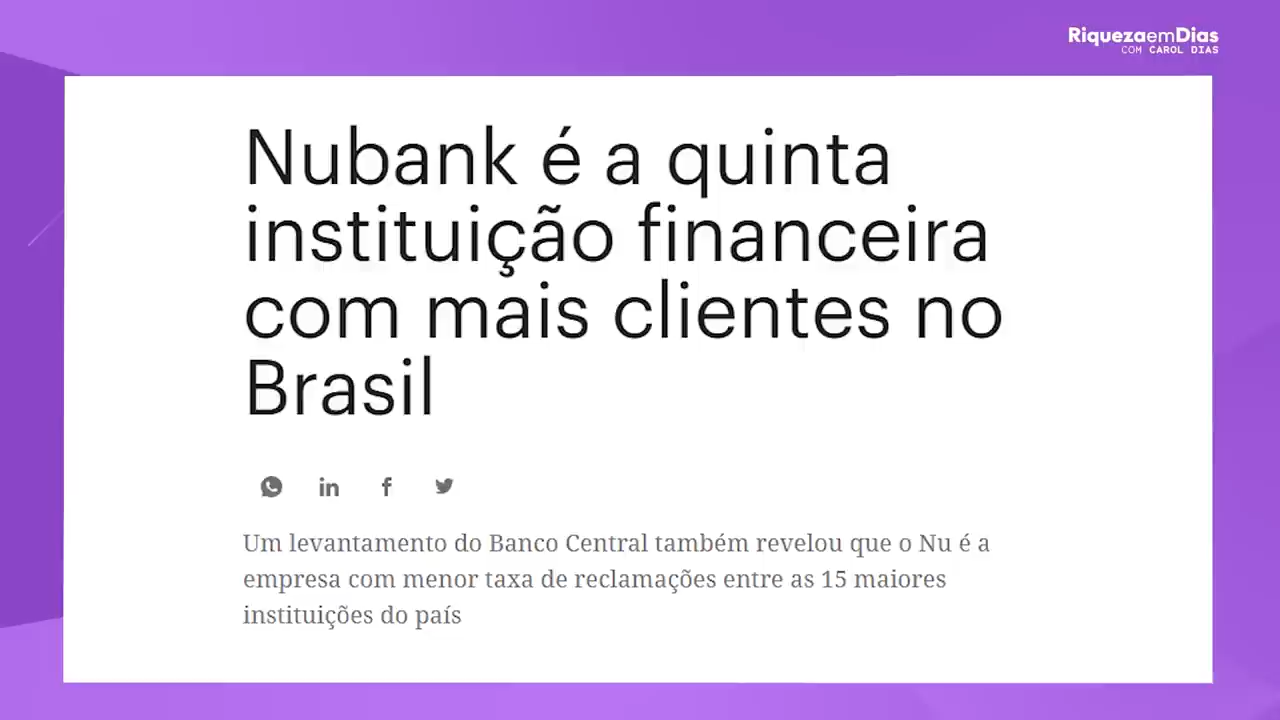 RiquezaemDias
COM CAROL DIAS
Nubank é a quinta
instituição financeira
com mais clientes no
Brasil
Um levantamento do Banco Central também revelou que o Nu é a
empresa com menor taxa de reclamações entre as 15 maiores
instituições do país